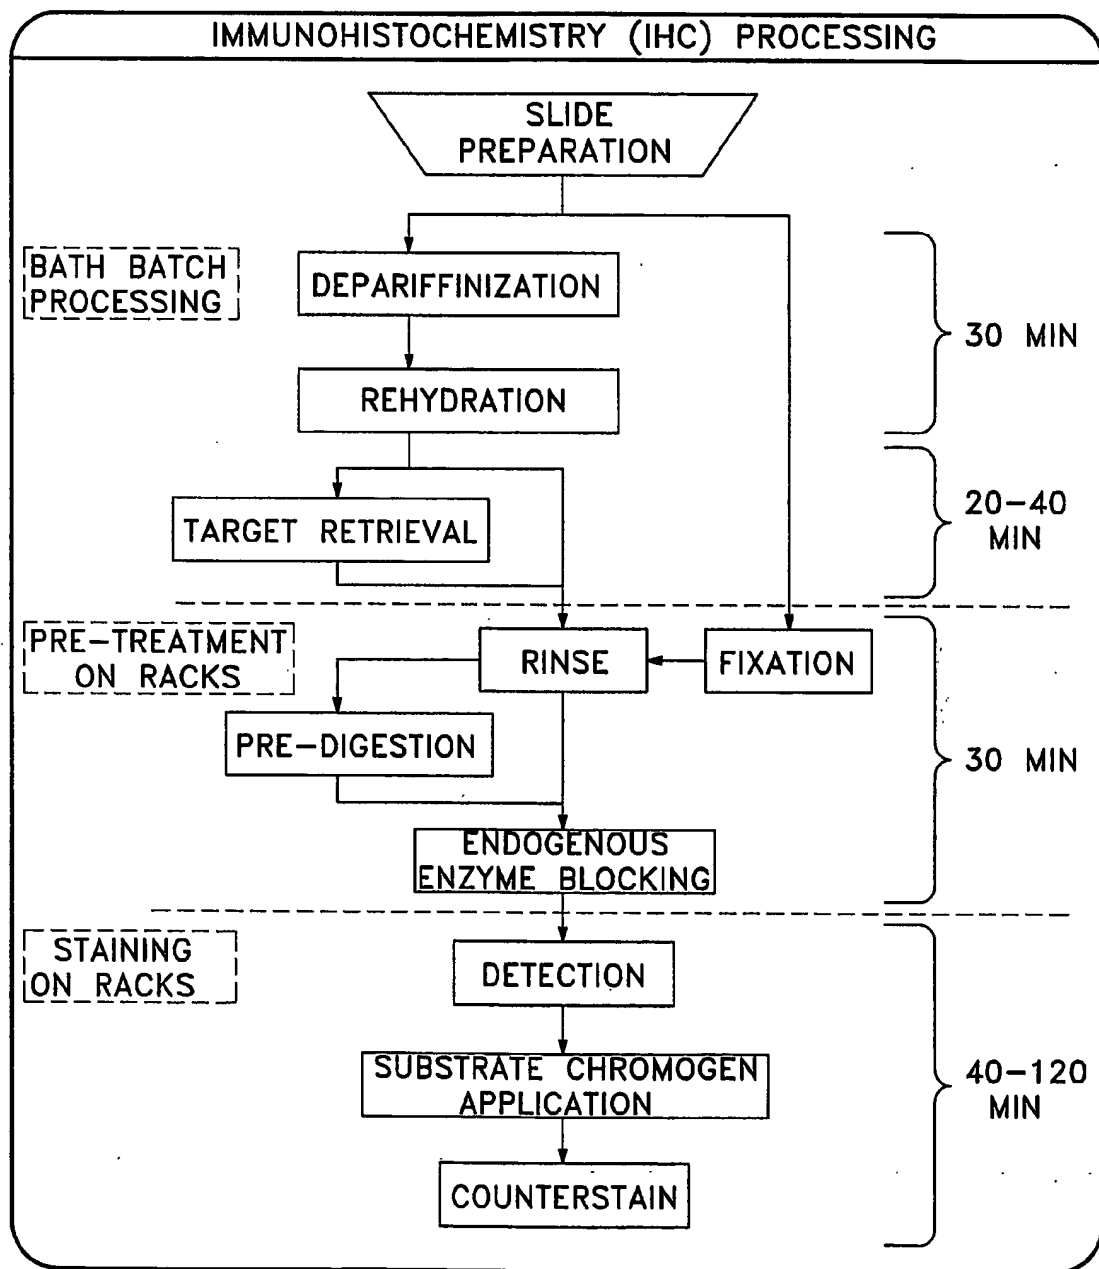 IMMUNOHISTOCHEMISTRY (IHC) PROCESSING
SLIDE
PREPARATION
BATH BATCH
PROCESSING
DEPARIFFINIZATION
30 MIN
REHYDRATION
TARGET RETRIEVAL
20-40
MIN
PRE-TREATMENT
ON RACKS
RINSE
FIXATION
PRE-DIGESTION
30 MIN
ENDOGENOUS
ENZYME BLOCKING
STAINING
ON RACKS
DETECTION
SUBSTRATE CHROMOGEN
APPLICATION
40-120
MIN
COUNTERSTAIN